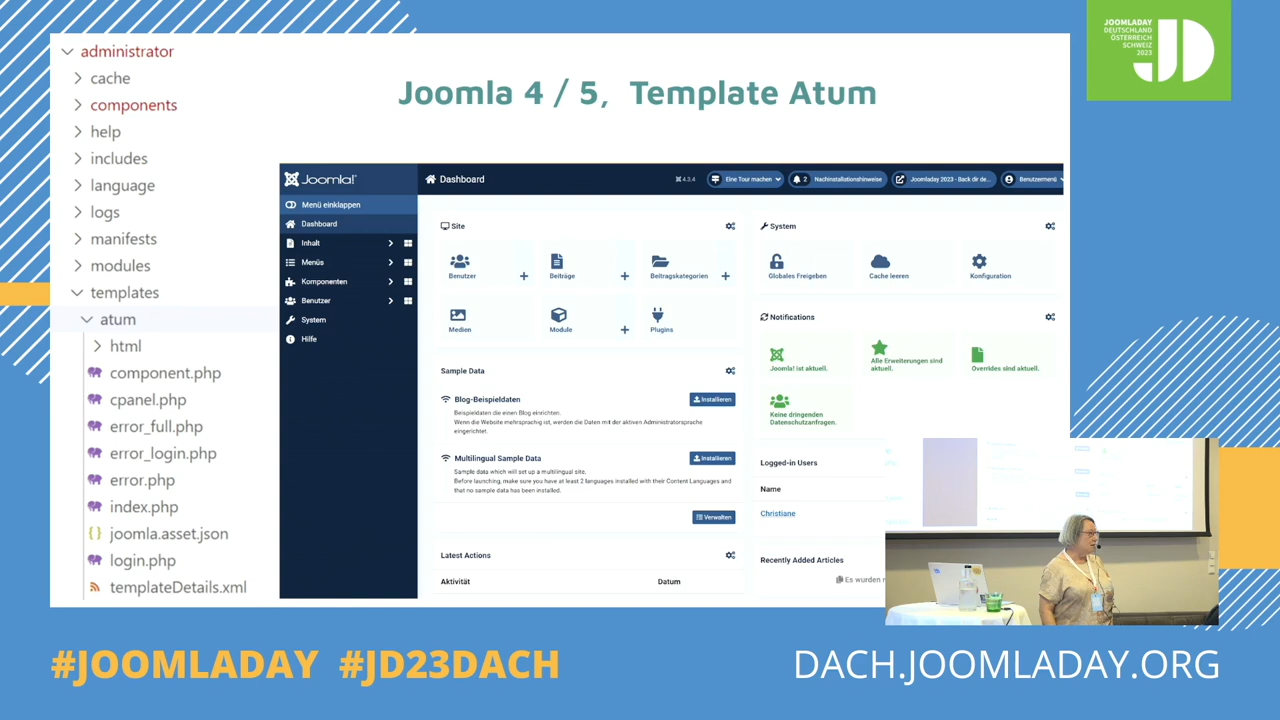 administrator
cache
components
help
includes
language
logs
manifests
modules
templates
atum
html
component.php
cpanel.php
error_full.php
error_login.php
error.php
index.php
joomla.asset.json
login.php
templateDetails.xml
Joomla 4 / 5, Template Atum
Joomla!
Dashboard
4.3.4
Eine Tour machen
2 Nachinstallationshinweise
Joomladay 2023 - Back dir de...
Benutzermenü
Menü einklappen
Dashboard
Inhalt
Menüs
Komponenten
Benutzer
System
Hilfe
Site
Benutzer
Beiträge
Beitragskategorien
Medien
Module
Plugins
Sample Data
Blog-Beispieldaten
Installieren
Beispieldaten die einen Blog einrichten.
Wenn die Website mehrsprachig ist, werden die Daten mit der aktiven Administratorsprache
eingerichtet.
Multilingual Sample Data
Installieren
Sample data which will set up a multilingual site.
Before launching, make sure you have at least 2 languages installed with their Content Languages and
that no sample data has been installed.
Verwalten
Latest Actions
Aktivität Datum
System
Globales Freigeben
Cache leeren
Konfiguration
Notifications
Joomla! ist aktuell.
Alle Erweiterungen sind
aktuell.
Overrides sind aktuell.
Keine dringenden
Datenschutzanfragen.
Logged-in Users
Name
Christiane
Recently Added Articles
Es wurden
JOOMLADAY
DEUTSCHLAND
ÖSTERREICH
SCHWEIZ
2023
JD
#JOOMLADAY #JD23DACH
DACH.JOOMLADAY.ORG